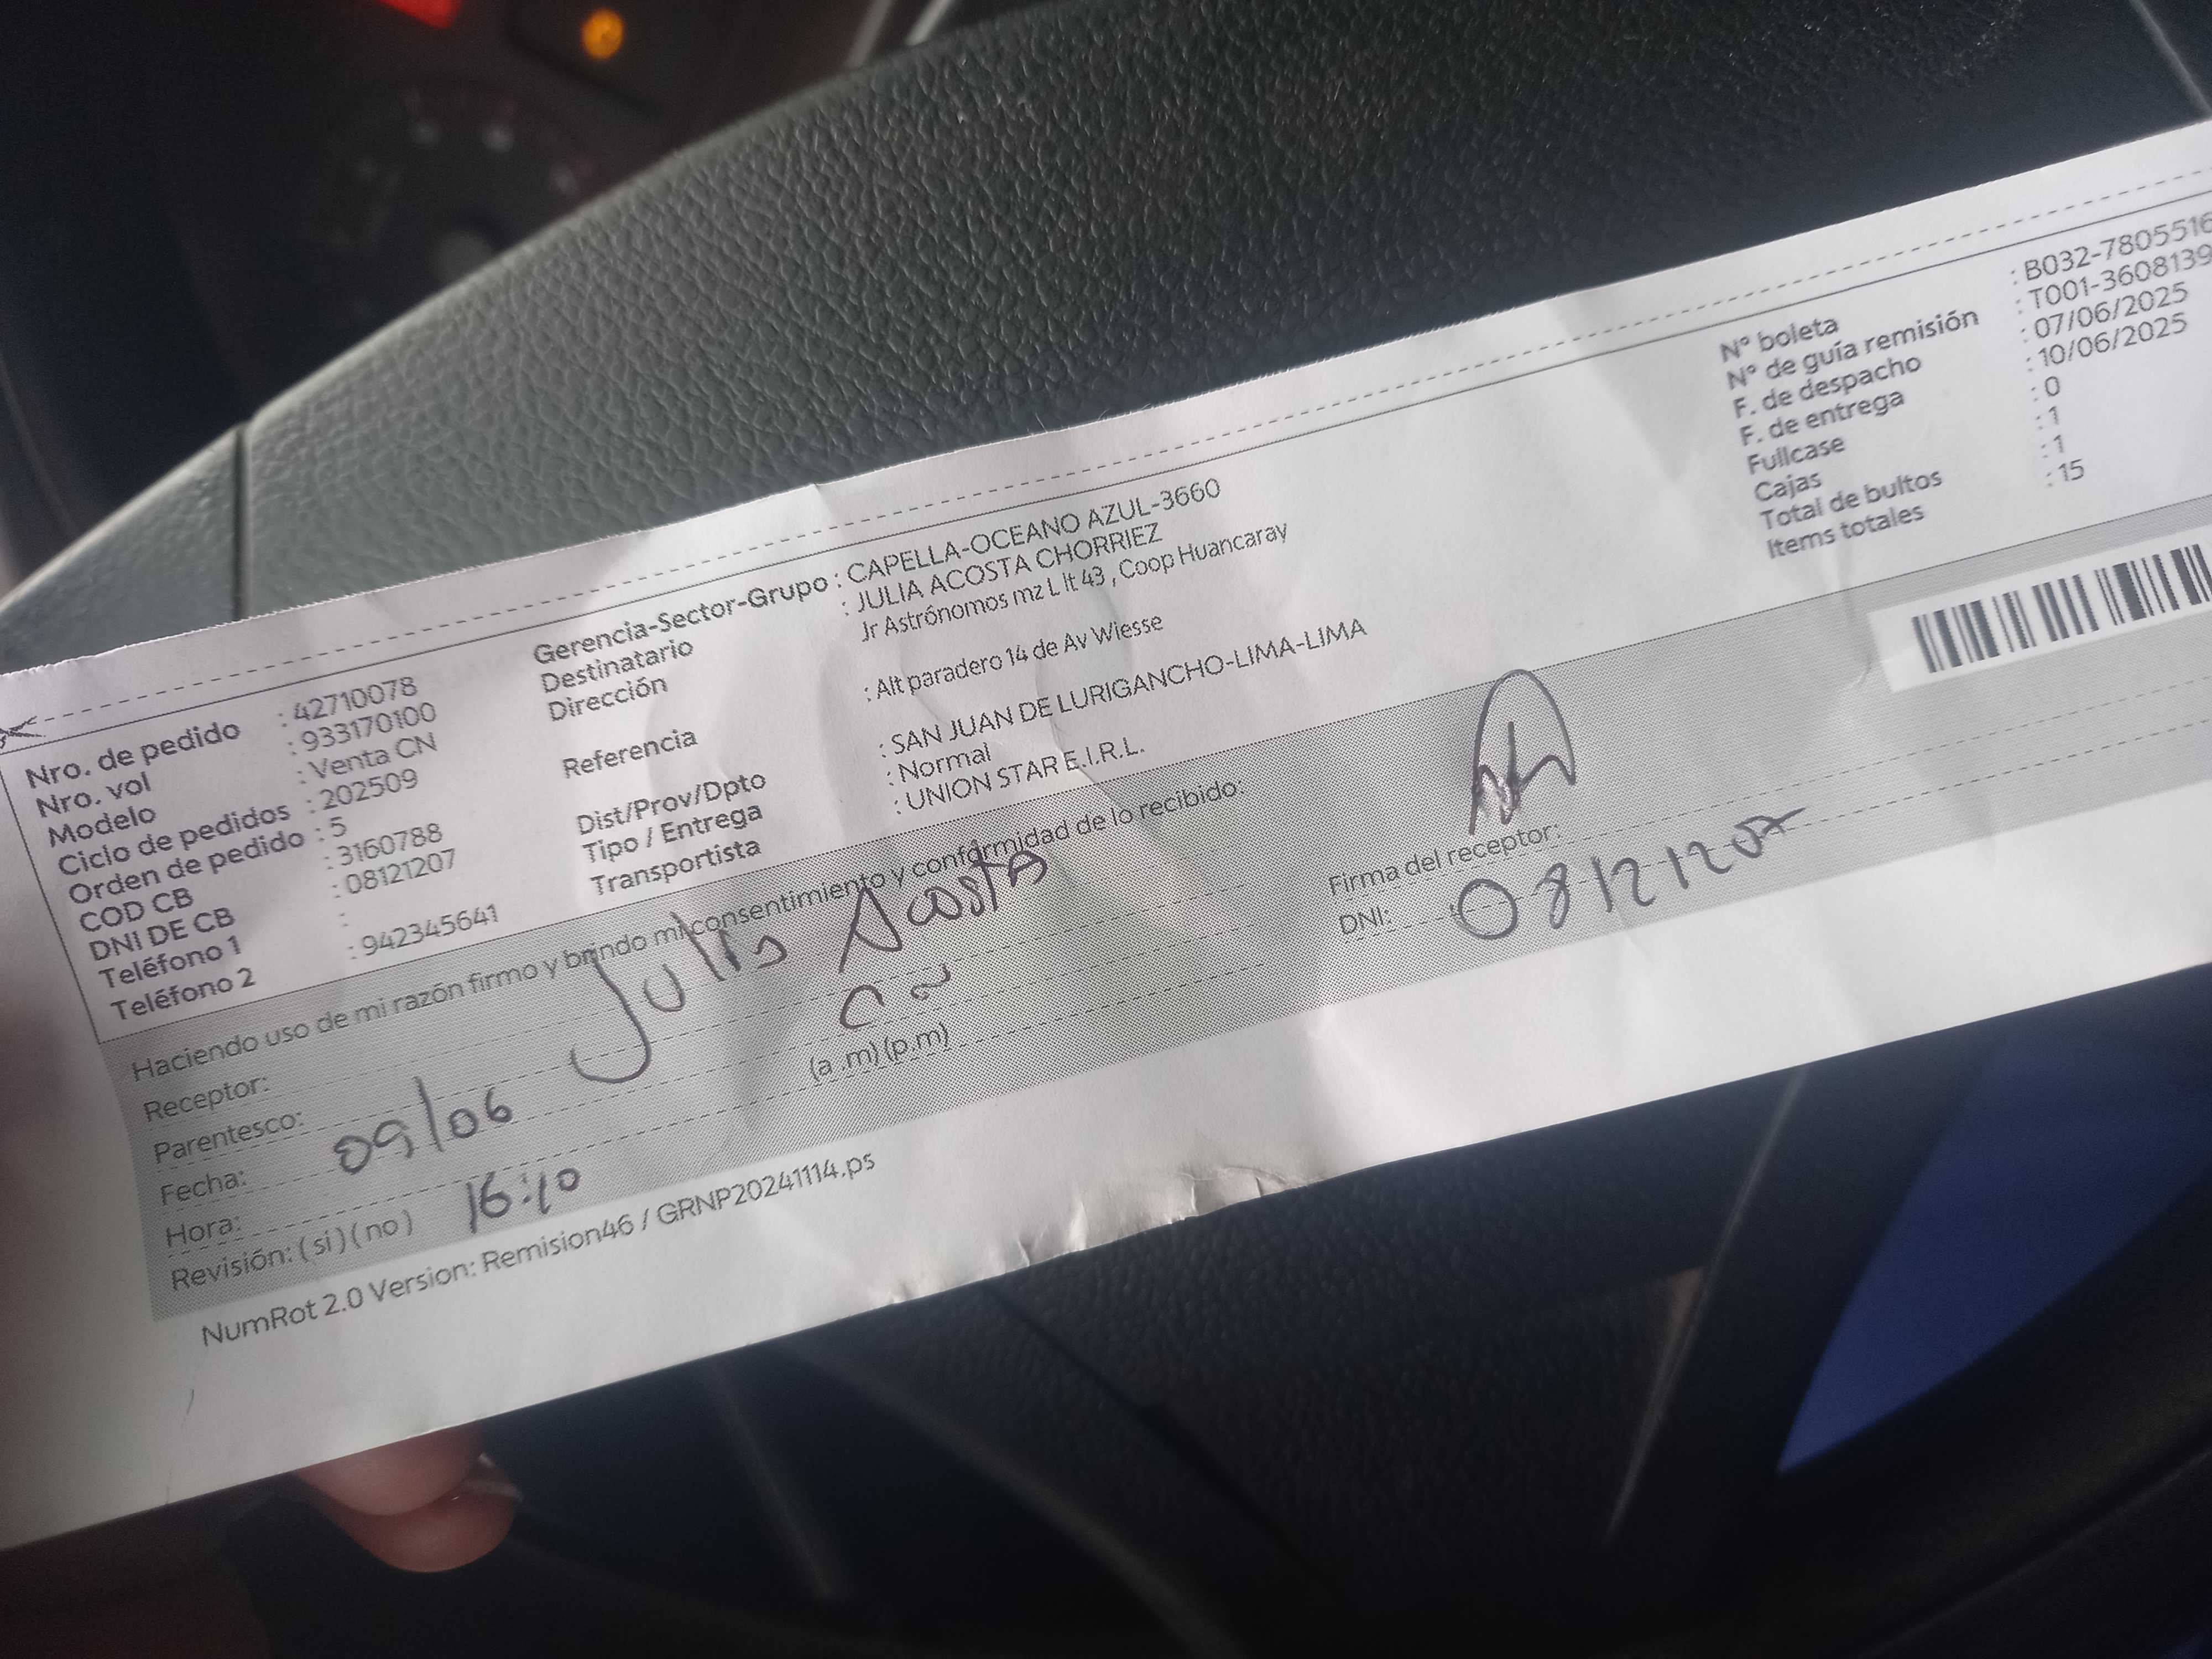 Nro. de pedido : 42710078
Nro. vol : 933170100
Modelo : Venta CN
Ciclo de pedidos : 202509
Orden de pedido : 5
COD CB : 3160788
DNI DE CB : 08121207
Teléfono 1 :
Teléfono 2 : 942345641
Gerencia-Sector-Grupo : CAPELLA-OCEANO AZUL-3660
Destinatario : JULIA ACOSTA CHORRIEZ
Dirección Jr Astrónomos mz L lt 43 , Coop Huancaray
Referencia : Alt paradero 14 de Av Wiesse
Dist/Prov/Dpto : SAN JUAN DE LURIGANCHO-LIMA-LIMA
Tipo / Entrega : Normal
Transportista : UNION STAR E.I.R.L.
N° boleta : B032-7805516
N° de guía remisión : T001-3608139
F. de despacho : 07/06/2025
F. de entrega : 10/06/2025
Fullcase : 0
Cajas : 1
Total de bultos : 1
Items totales : 15
Haciendo uso de mi razón firmo y brindo mi consentimiento y conformidad de lo recibido:
Receptor: Julia Acosta
Parentesco:
Fecha: 09/06
Hora: 16:10 (a .m) (p.m)
Revisión: ( si ) ( no )
Firma del receptor:
DNI: 08121207
NumRot 2.0 Version: Remision46 / GRNP20241114.ps